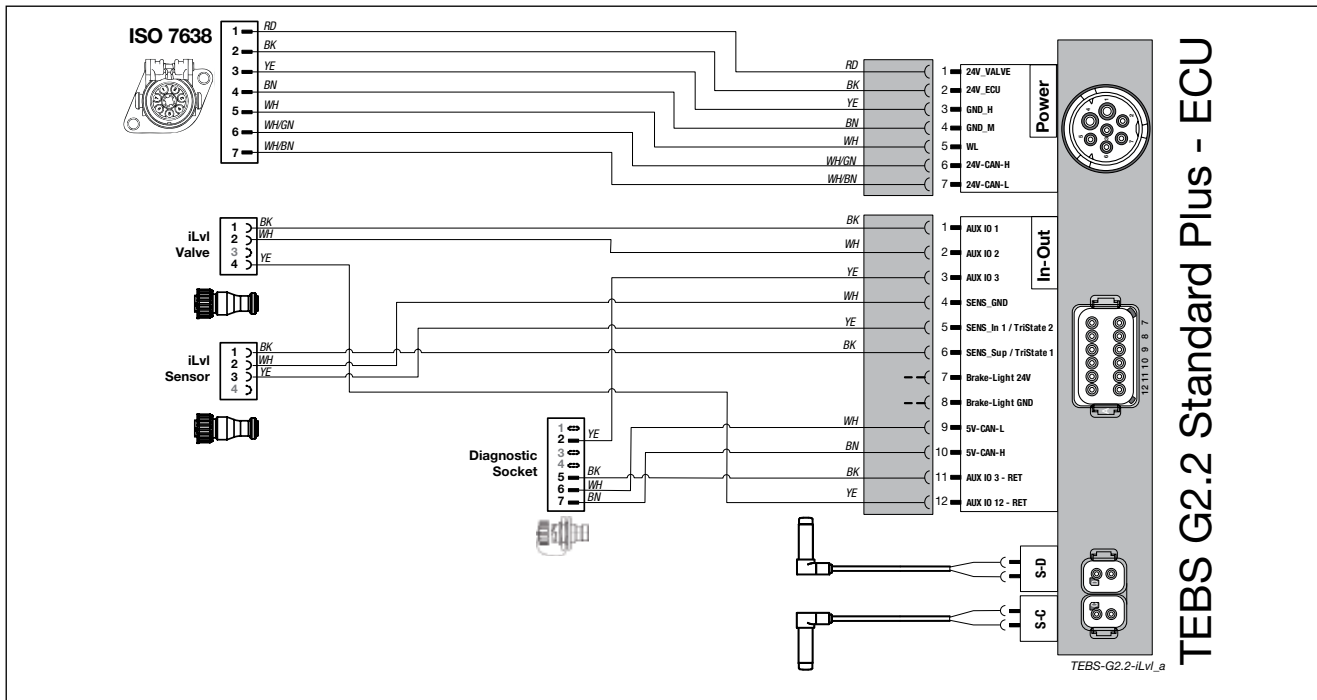 ISO 7638
1 RD
2 BK
3 YE
4 BN
5 WH
6 WH/GN
7 WH/BN
RD 1 24V_VALVE
BK 2 24V_ECU
YE 3 GND_H
BN 4 GND_M
WH 5 WL
WH/GN 6 24V-CAN-H
WH/BN 7 24V-CAN-L
Power
iLvl
Valve
1 BK
2 WH
3
4 YE
iLvl
Sensor
1 BK
2 WH
3 YE
4
BK 1 AUX IO 1
WH 2 AUX IO 2
YE 3 AUX IO 3
WH 4 SENS_GND
YE 5 SENS_In 1 / TriState 2
BK 6 SENS_Sup / TriState 1
7 Brake-Light 24V
8 Brake-Light GND
WH 9 5V-CAN-L
BN 10 5V-CAN-H
BK 11 AUX IO 3 - RET
YE 12 AUX IO 12 - RET
In-Out
12 11 10 9 8 7
Diagnostic
Socket
1
2 YE
3
4
5 BK
6 WH
7 BN
S-D
S-C
TEBS G2.2 Standard Plus - ECU
TEBS-G2.2-iLvl_a